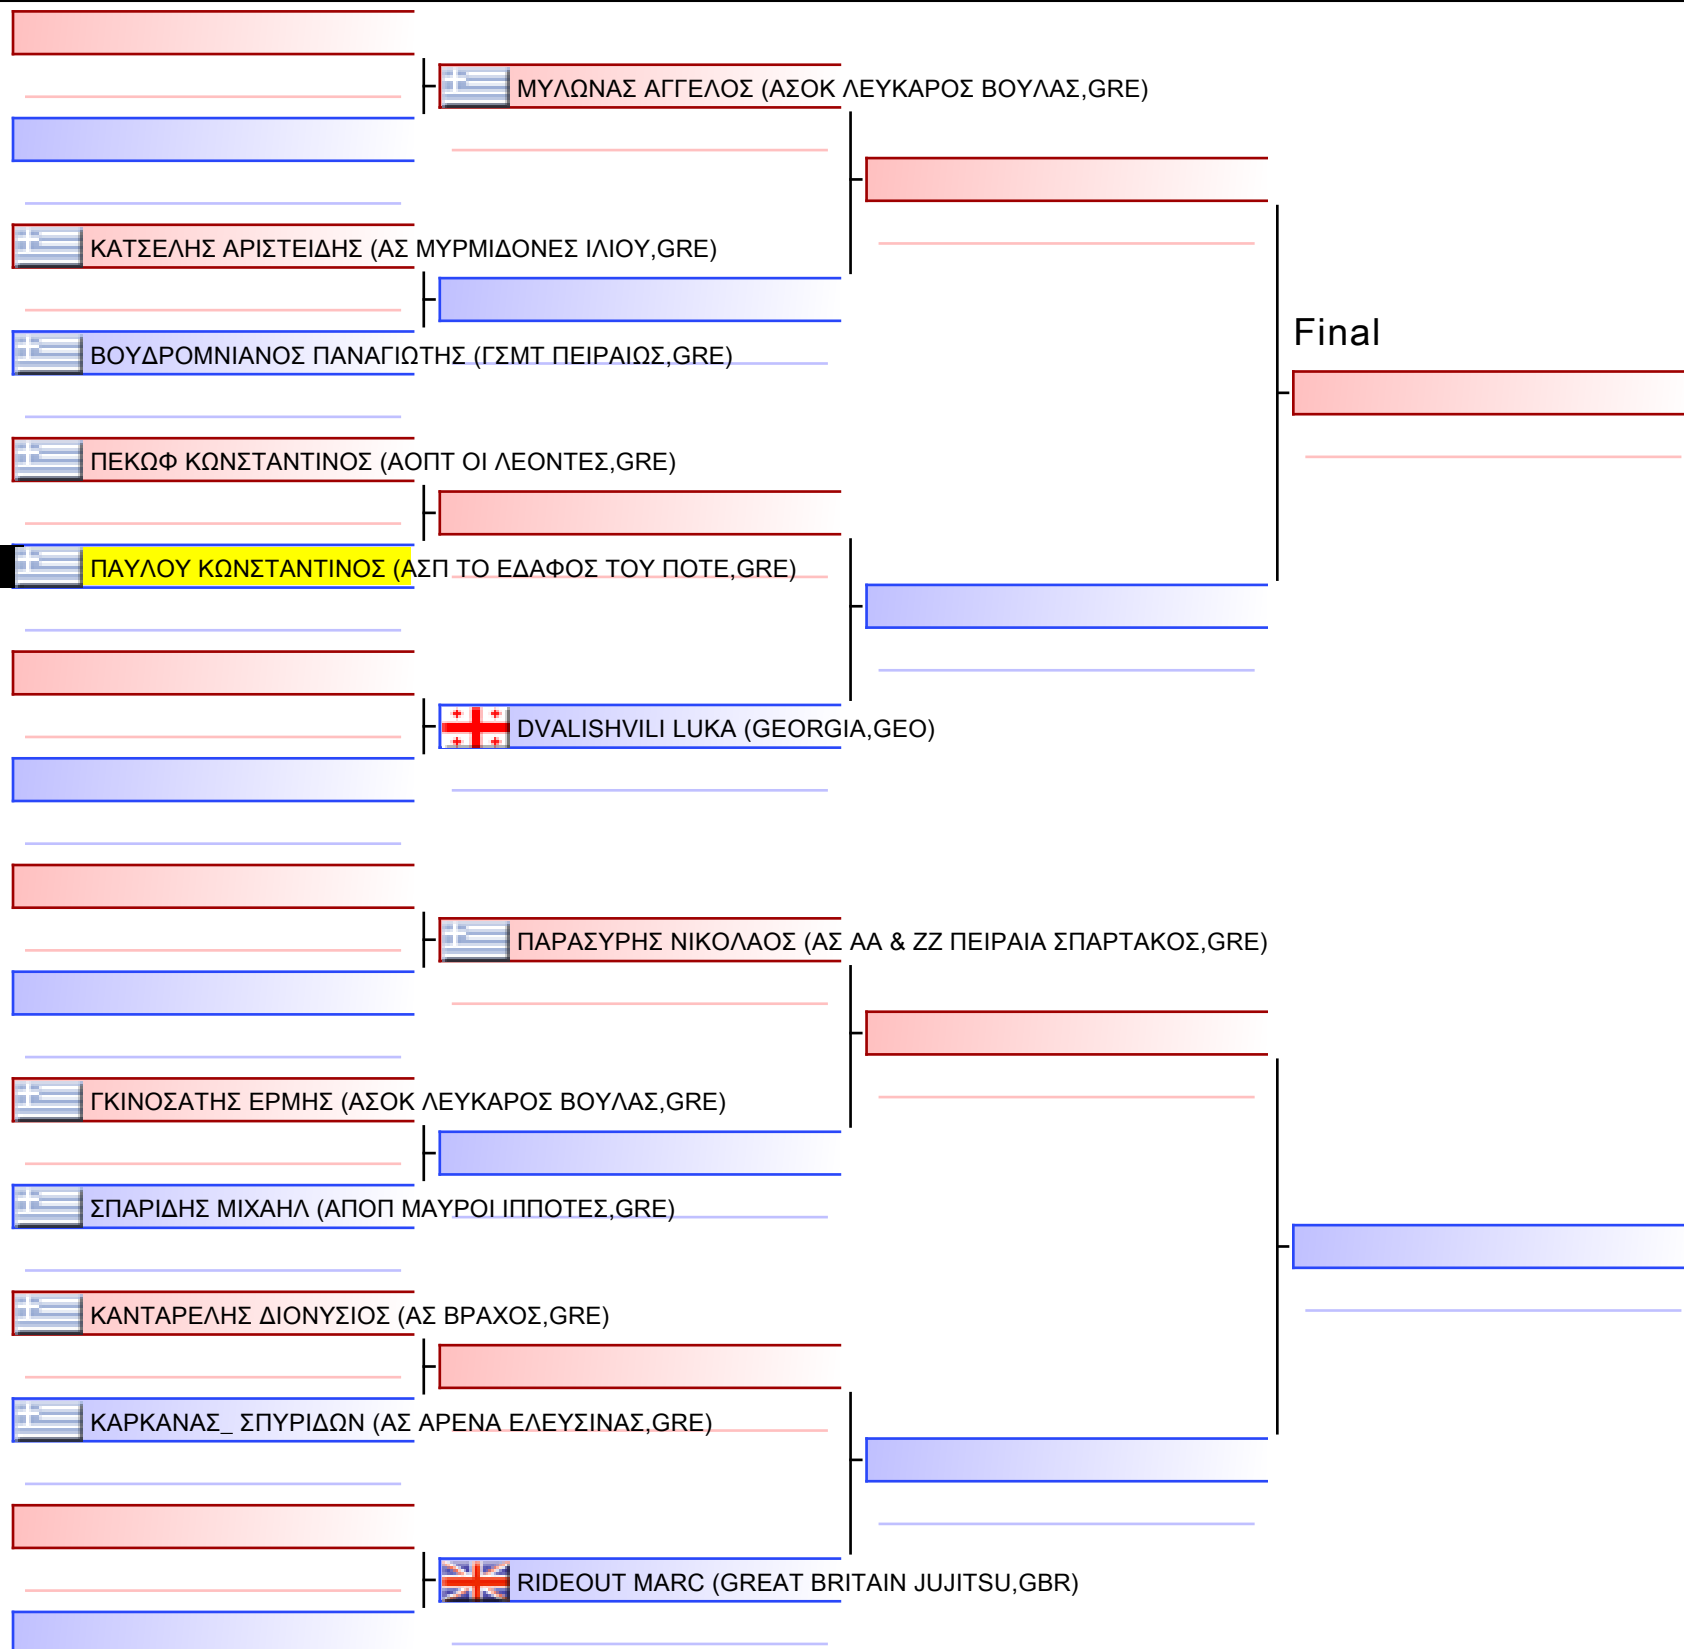 ΜΥΛΩΝΑΣ ΑΓΓΕΛΟΣ (ΑΣΟΚ ΛΕΥΚΑΡΟΣ ΒΟΥΛΑΣ,GRE)
ΚΑΤΣΕΛΗΣ ΑΡΙΣΤΕΙΔΗΣ (ΑΣ ΜΥΡΜΙΔΟΝΕΣ ΙΛΙΟΥ,GRE)
Final
ΒΟΥΔΡΟΜΝΙΑΝΟΣ ΠΑΝΑΓΙΩΤΗΣ (ΓΣΜΤ ΠΕΙΡΑΙΩΣ,GRE)
ΠΕΚΩΦ ΚΩΝΣΤΑΝΤΙΝΟΣ (ΑΟΠΤ ΟΙ ΛΕΟΝΤΕΣ,GRE)
ΠΑΥΛΟΥ ΚΩΝΣΤΑΝΤΙΝΟΣ (ΑΣΠ ΤΟ ΕΔΑΦΟΣ ΤΟΥ ΠΟΤΕ,GRE)
DVALISHVILI LUKA (GEORGIA,GEO)
ΠΑΡΑΣΥΡΗΣ ΝΙΚΟΛΑΟΣ (ΑΣ ΑΑ & ΖΖ ΠΕΙΡΑΙΑ ΣΠΑΡΤΑΚΟΣ,GRE)
ΓΚΙΝΟΣΑΤΗΣ ΕΡΜΗΣ (ΑΣΟΚ ΛΕΥΚΑΡΟΣ ΒΟΥΛΑΣ,GRE)
ΣΠΑΡΙΔΗΣ ΜΙΧΑΗΛ (ΑΠΟΠ ΜΑΥΡΟΙ ΙΠΠΟΤΕΣ,GRE)
ΚΑΝΤΑΡΕΛΗΣ ΔΙΟΝΥΣΙΟΣ (ΑΣ ΒΡΑΧΟΣ,GRE)
ΚΑΡΚΑΝΑΣ_ ΣΠΥΡΙΔΩΝ (ΑΣ ΑΡΕΝΑ ΕΛΕΥΣΙΝΑΣ,GRE)
RIDEOUT MARC (GREAT BRITAIN JUJITSU,GBR)